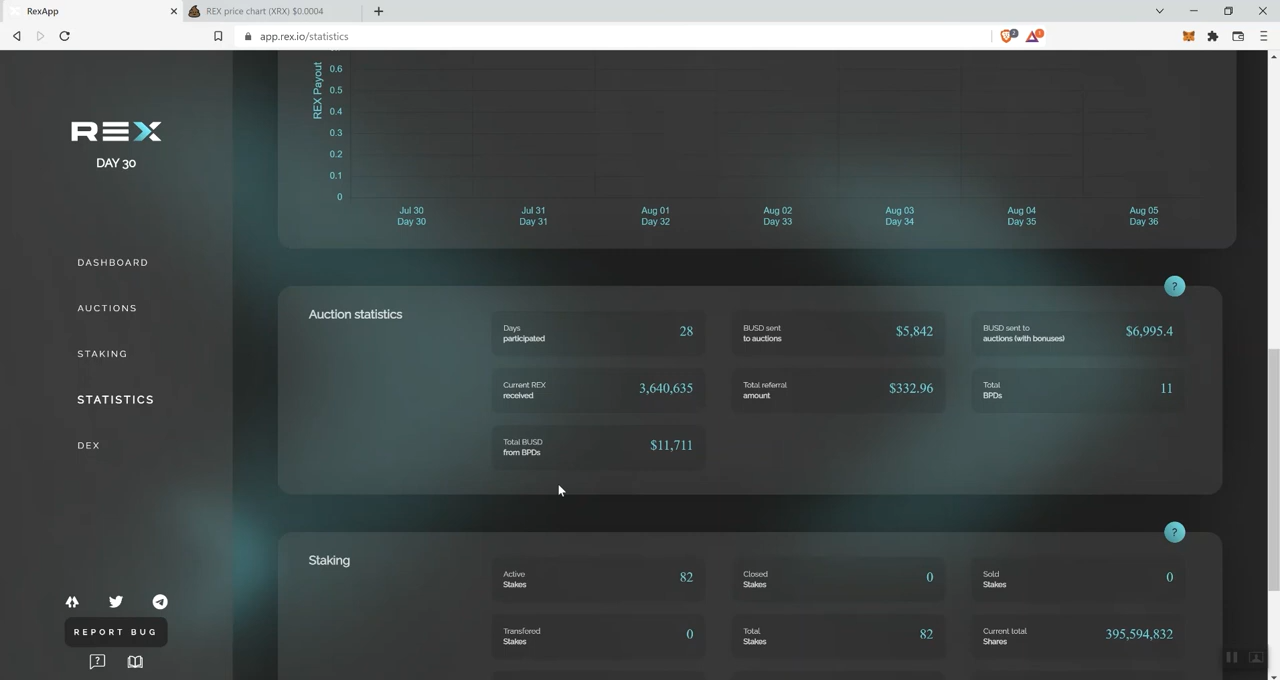 RexApp
REX price chart (XRX) $0.0004
app.rex.io/statistics
2
1
REX
DAY 30
DASHBOARD
AUCTIONS
STAKING
STATISTICS
DEX
REPORT BUG
REX Payout
0.6
0.5
0.4
0.3
0.2
0.1
0
Jul 30
Day 30
Jul 31
Day 31
Aug 01
Day 32
Aug 02
Day 33
Aug 03
Day 34
Aug 04
Day 35
Aug 05
Day 36
?
Auction statistics
Days
participated
28
BUSD sent
to auctions
$5,842
BUSD sent to
auctions (with bonuses)
$6,995.4
Current REX
received
3,640,635
Total referral
amount
$332.96
Total
BPDs
11
Total BUSD
from BPDs
$11,711
?
Staking
Active
Stakes
82
Closed
Stakes
0
Sold
Stakes
0
Transfered
Stakes
0
Total
Stakes
82
Current total
Shares
395,594,832